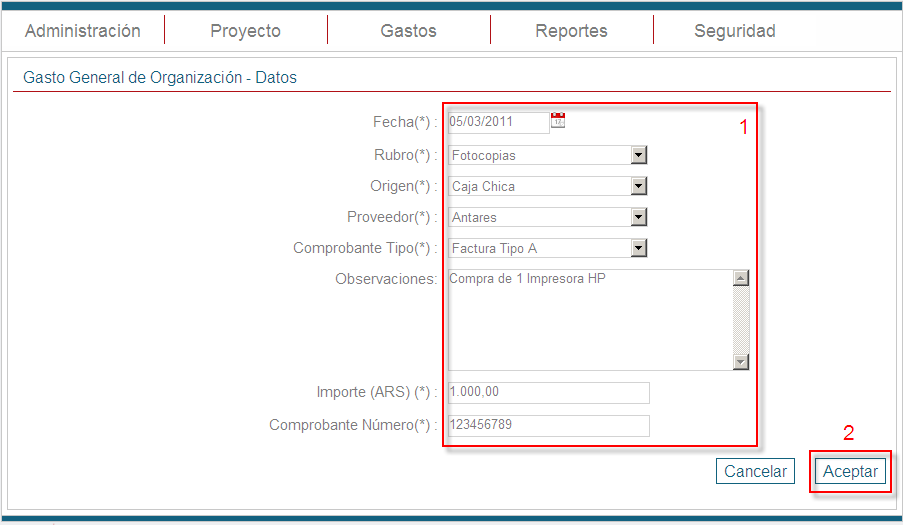 Administración Proyecto Gastos Reportes Seguridad
Gasto General de Organización - Datos
1
Fecha(*) : 05/03/2011
Rubro(*) : Fotocopias
Origen(*) : Caja Chica
Proveedor(*) : Antares
Comprobante Tipo(*) : Factura Tipo A
Observaciones: Compra de 1 Impresora HP
Importe (ARS) (*) : 1.000,00
Comprobante Número(*) : 123456789
2
Cancelar Aceptar